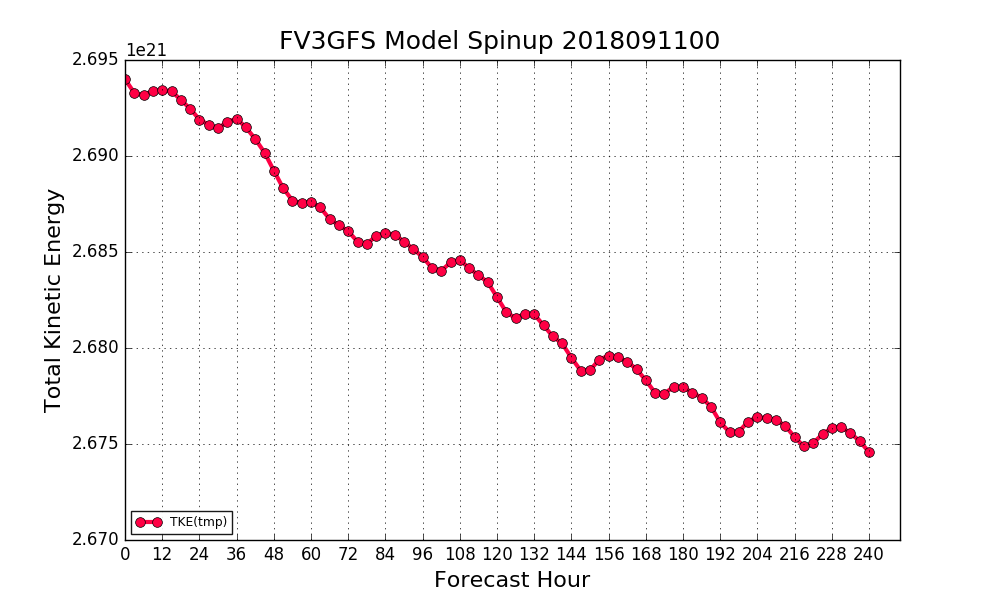 FV3GFS Model Spinup 2018091100
1e21
2.695
2.690
2.685
2.680
2.675
2.670
Total Kinetic Energy
TKE(tmp)
0 12 24 36 48 60 72 84 96 108 120 132 144 156 168 180 192 204 216 228 240
Forecast Hour